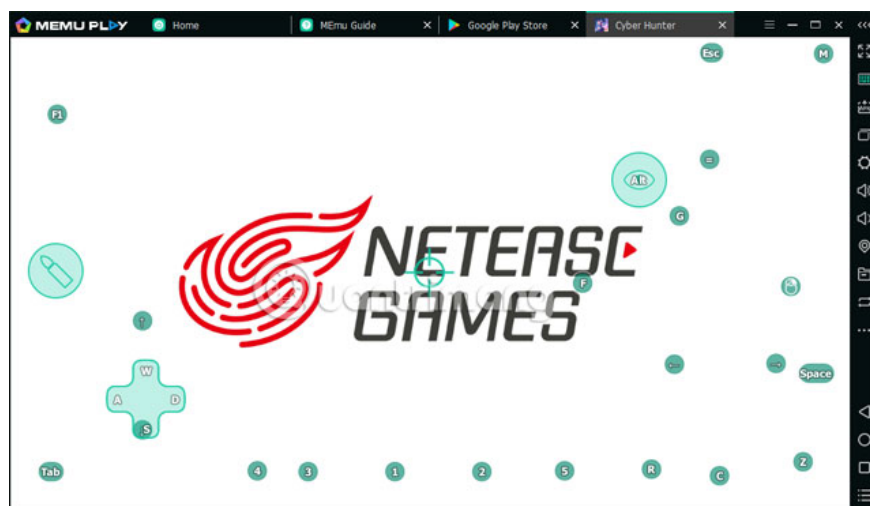 MEMU PLAY Home MEmu Guide Google Play Store Cyber Hunter
Esc M
F1
=
Alt
G
NETEASE
F
uantrimang
GAMES
W
Space
A D
S
Tab 4 3 1 2 5 R C Z